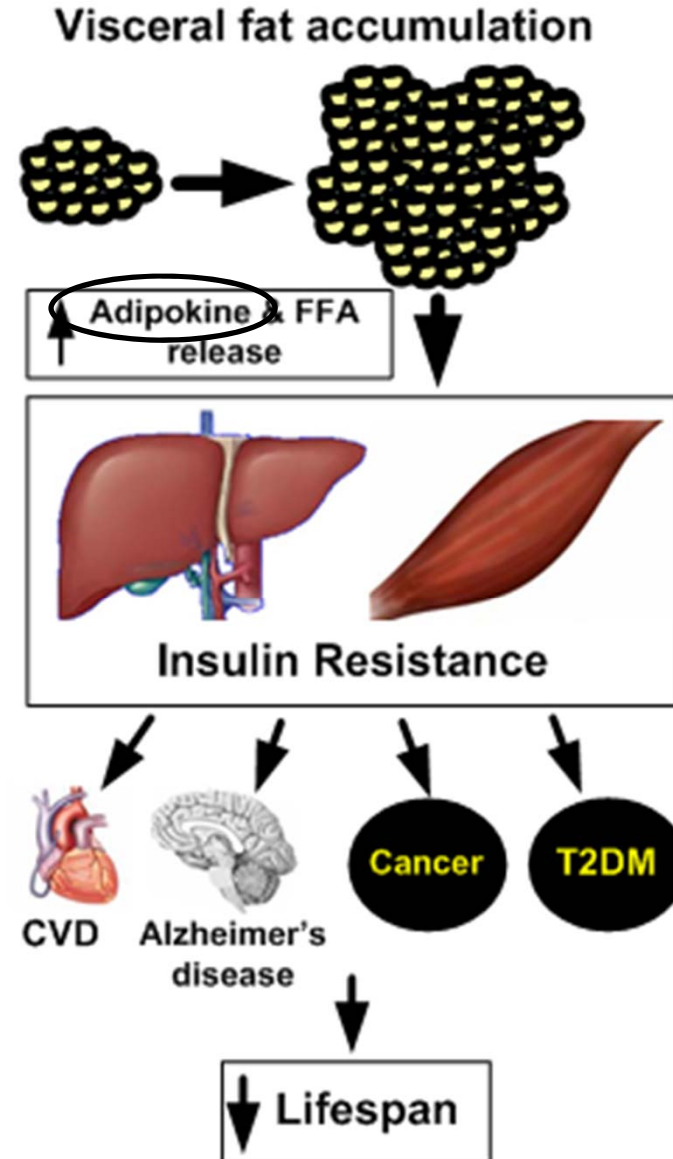 Visceral fat accumulation
Adipokine & FFA
release
Insulin Resistance
Cancer
T2DM
CVD
Alzheimer's
disease
Lifespan